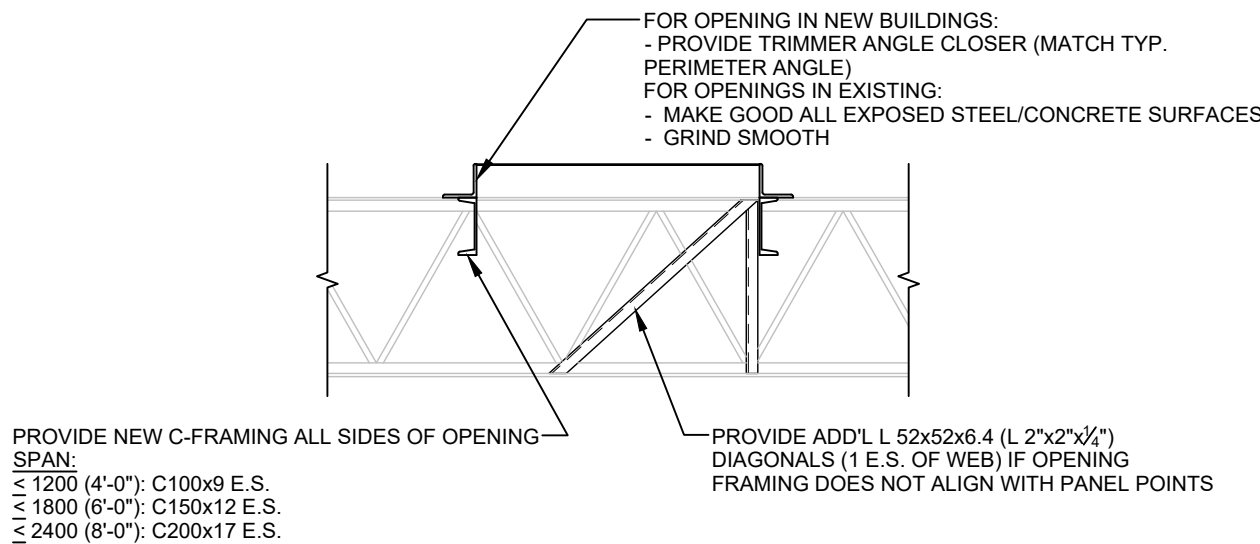 FOR OPENING IN NEW BUILDINGS:
- PROVIDE TRIMMER ANGLE CLOSER (MATCH TYP.
PERIMETER ANGLE)
FOR OPENINGS IN EXISTING:
- MAKE GOOD ALL EXPOSED STEEL/CONCRETE SURFACES
- GRIND SMOOTH
PROVIDE NEW C-FRAMING ALL SIDES OF OPENING
SPAN:
≤ 1200 (4'-0"): C100x9 E.S.
≤ 1800 (6'-0"): C150x12 E.S.
≤ 2400 (8'-0"): C200x17 E.S.
PROVIDE ADD'L L 52x52x6.4 (L 2"x2"x¼")
DIAGONALS (1 E.S. OF WEB) IF OPENING
FRAMING DOES NOT ALIGN WITH PANEL POINTS